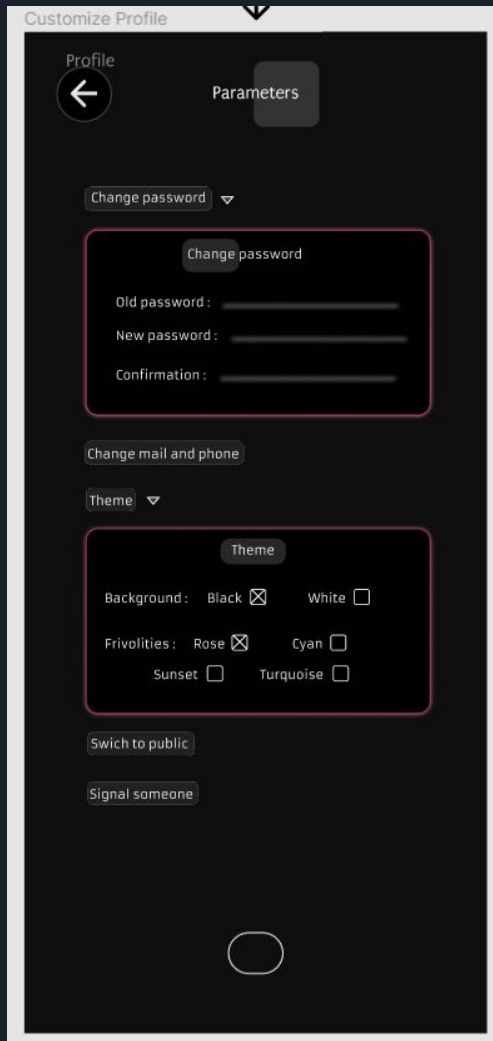 Customize Profile
Profile
Parameters
Change password
Change password
Old password :
New password :
Confirmation :
Change mail and phone
Theme
Theme
Background : Black White
Frivolities : Rose Cyan
Sunset Turquoise
Swich to public
Signal someone